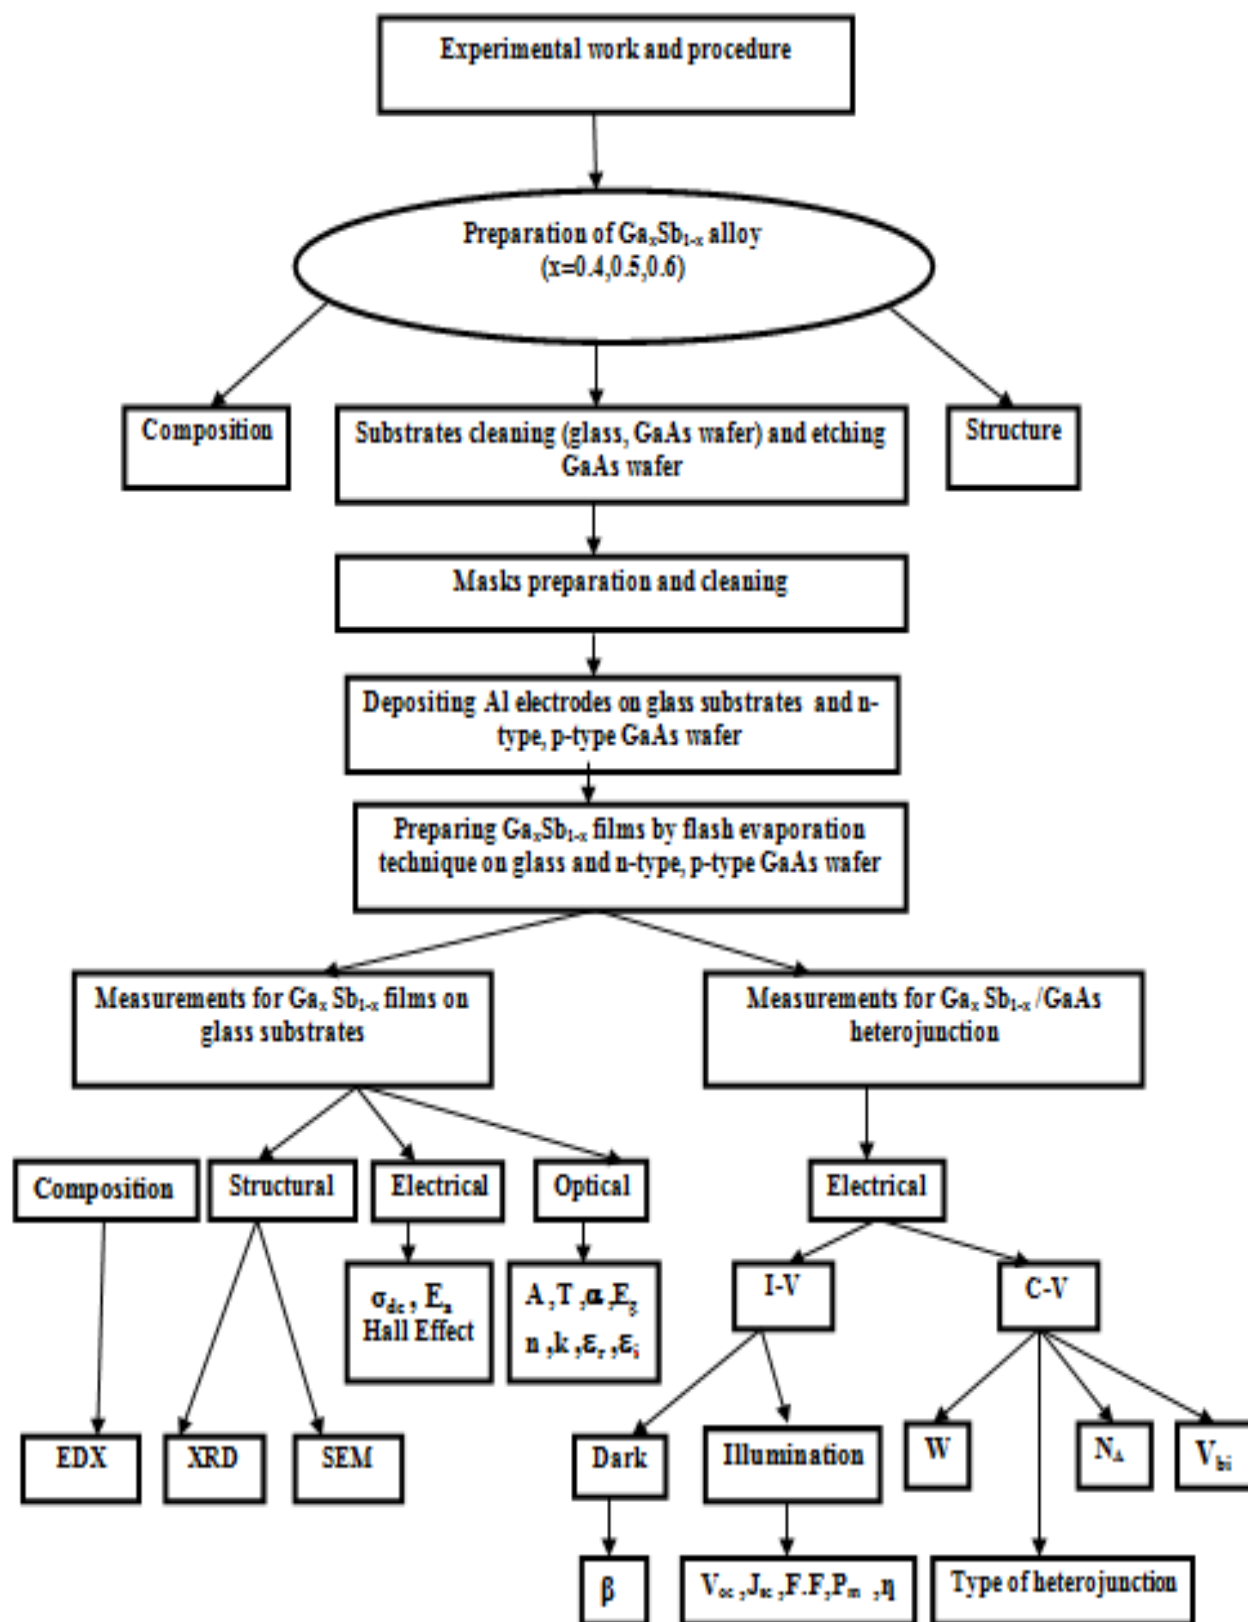 Experimental work and procedure
Preparation of GaₓSb₁₋ₓ alloy
(x=0.4,0.5,0.6)
Composition
Substrates cleaning (glass, GaAs wafer) and etching
GaAs wafer
Structure
Masks preparation and cleaning
Depositing Al electrodes on glass substrates and n-
type, p-type GaAs wafer
Preparing GaₓSb₁₋ₓ films by flash evaporation
technique on glass and n-type, p-type GaAs wafer
Measurements for Gaₓ Sb₁₋ₓ films on
glass substrates
Measurements for Gaₓ Sb₁₋ₓ /GaAs
heterojunction
Composition
Structural
Electrical
Optical
Electrical
σdc , Ea
Hall Effect
A ,T ,α ,Eg
n ,k ,εr ,εi
I-V
C-V
EDX
XRD
SEM
Dark
Illumination
W
NA
Vbi
β
Voc ,Jsc ,F.F,Pm ,η
Type of heterojunction